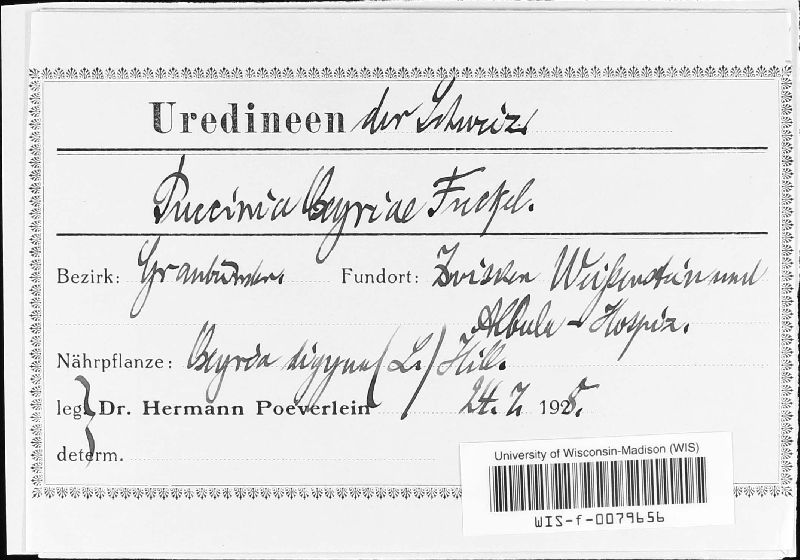 Uredineen der Schweiz.
Puccinia Oxyriae Fuckel.
Bezirk: Graubünden. Fundort: Zwischen Weißenstein und
Albula-Hospiz.
Nährpflanze: Oxyria digyna (L.) Hill.
leg. Dr. Hermann Poeverlein 24. 7. 1925.
determ.
University of Wisconsin-Madison (WIS)
WIS-f-0079656